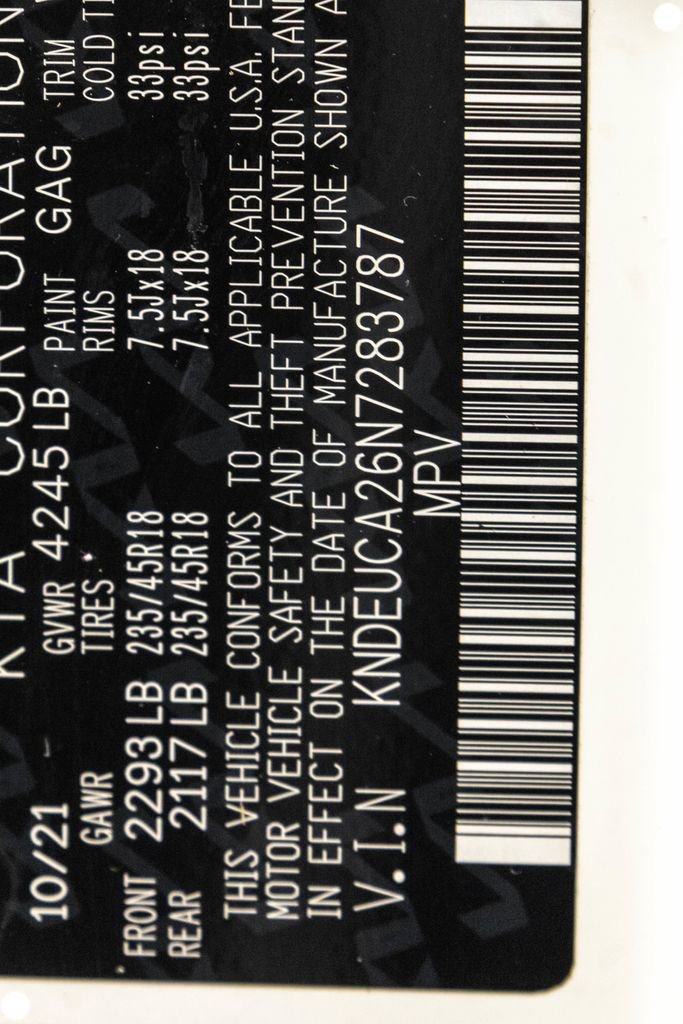 KIA CORPORATION
10/21 GVWR 4245 LB PAINT GAG TRIM
GAWR TIRES RIMS COLD
FRONT 2293 LB 235/45R18 7.5Jx18 33psi
REAR 2117 LB 235/45R18 7.5Jx18 33psi
THIS VEHICLE CONFORMS TO ALL APPLICABLE U.S.A. FE
MOTOR VEHICLE SAFETY AND THEFT PREVENTION STAN
IN EFFECT ON THE DATE OF MANUFACTURE SHOWN A
V.I.N KNDEUCA26N7283787
MPV